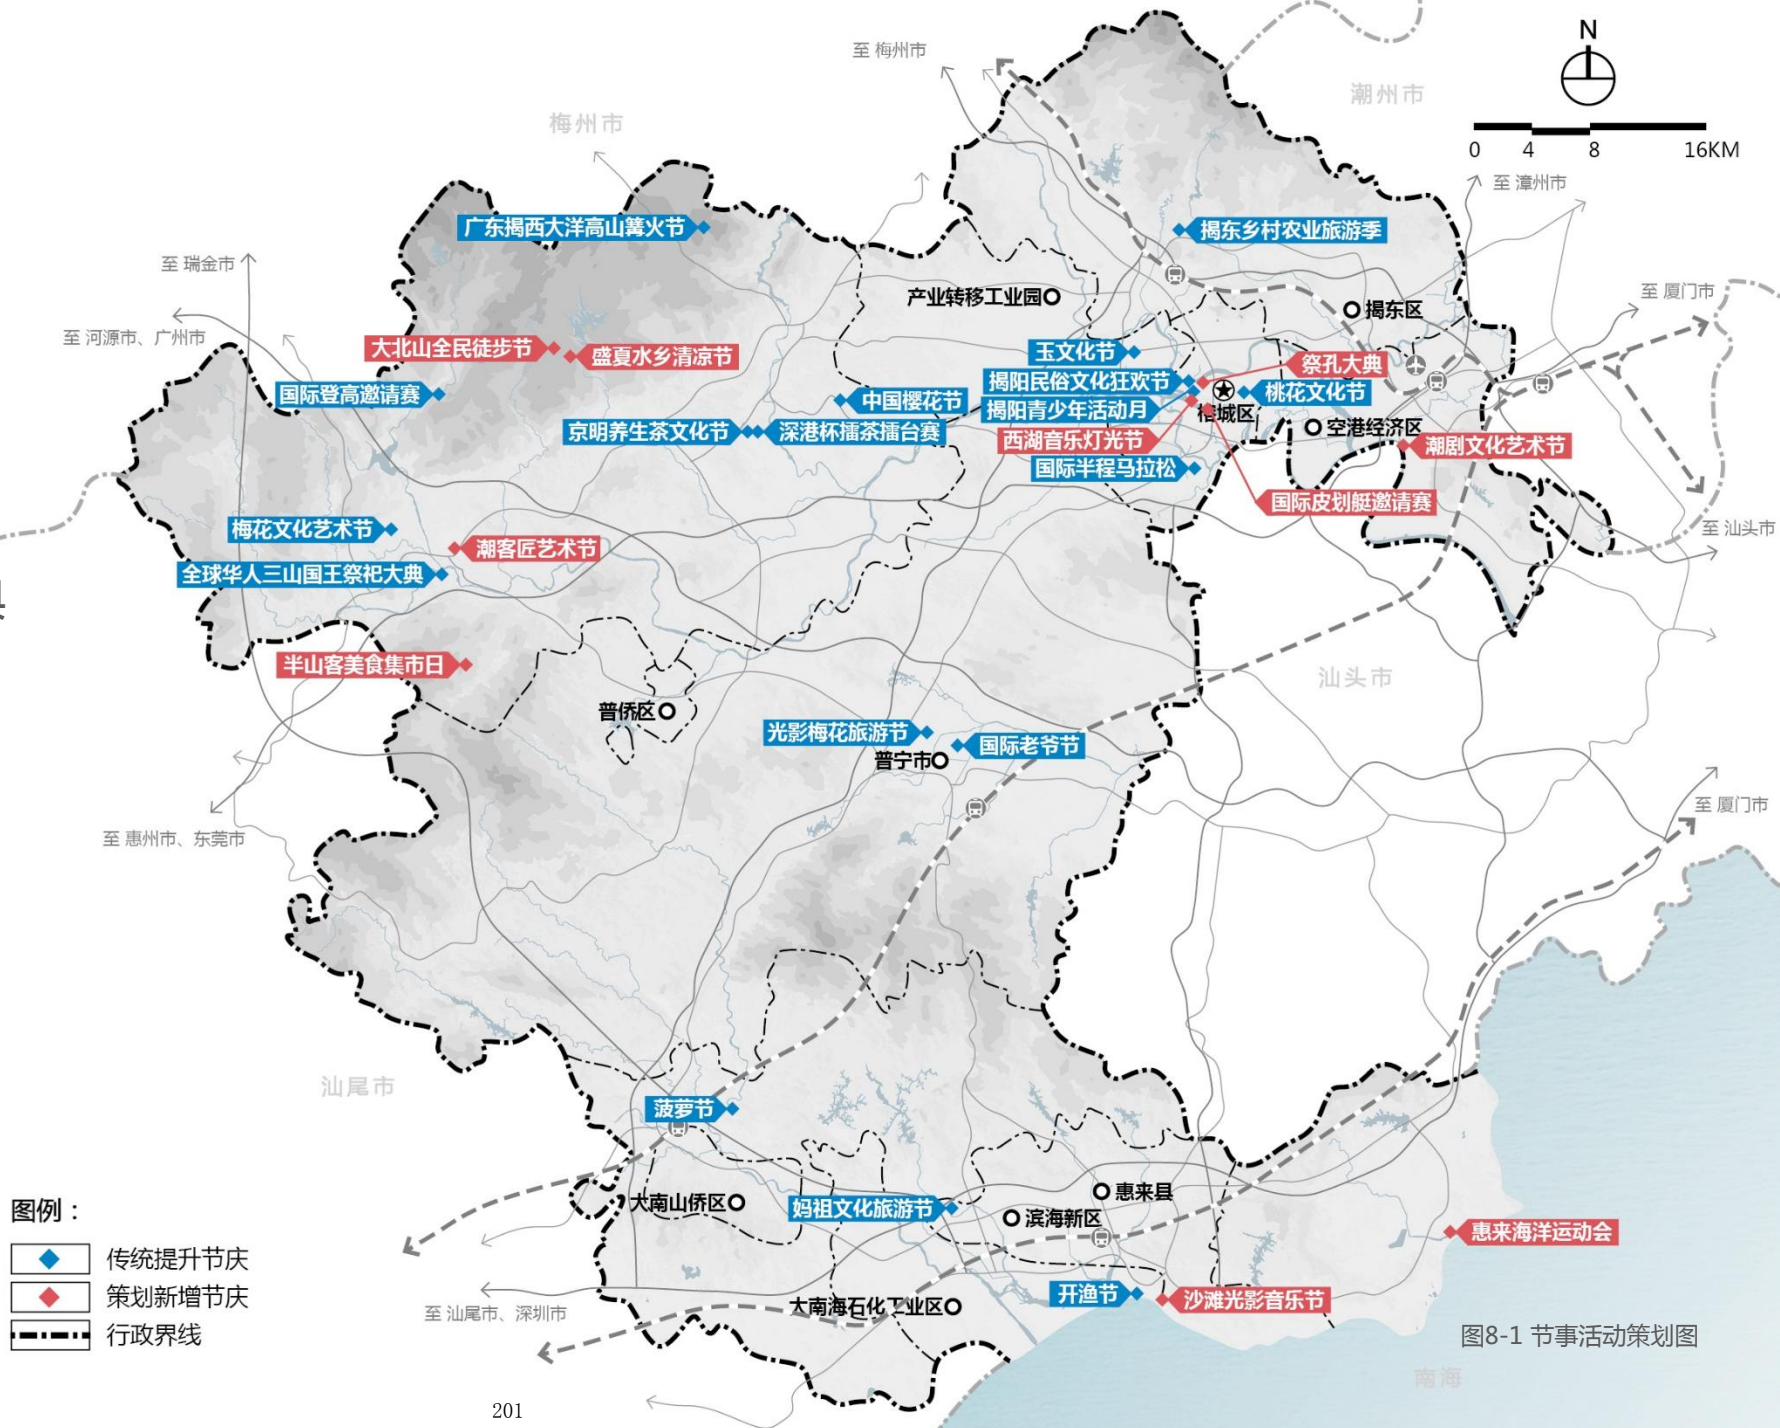 N
至 梅州市
潮州市
梅州市
0 4 8 16KM
至 漳州市
广东揭西大洋高山篝火节
揭东乡村农业旅游季
至 瑞金市
至 厦门市
产业转移工业园
揭东区
至 河源市、广州市
大北山全民徒步节
盛夏水乡清凉节
玉文化节
祭孔大典
揭阳民俗文化狂欢节
国际登高邀请赛
桃花文化节
中国樱花节
揭阳青少年活动月
榕城区
京明养生茶文化节
深港杯擂茶擂台赛
空港经济区
西湖音乐灯光节
潮剧文化艺术节
国际半程马拉松
国际皮划艇邀请赛
梅花文化艺术节
至 汕头市
潮客匠艺术节
全球华人三山国王祭祀大典
半山客美食集市日
汕头市
普侨区
光影梅花旅游节
国际老爷节
普宁市
至 厦门市
至 惠州市、东莞市
汕尾市
菠萝节
大南山侨区
惠来县
妈祖文化旅游节
滨海新区
惠来海洋运动会
图例：
传统提升节庆
策划新增节庆
行政界线
开渔节
沙滩光影音乐节
至 汕尾市、深圳市
大南海石化工业区
图8-1 节事活动策划图
南海
201